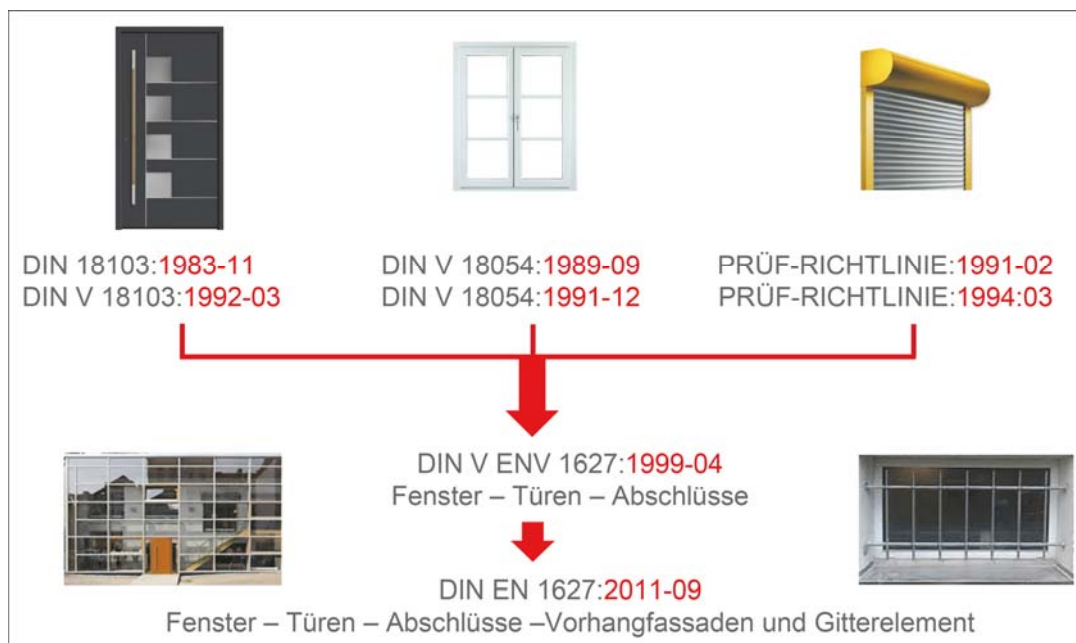 DIN 18103:1983-11
DIN V 18103:1992-03
DIN V 18054:1989-09
DIN V 18054:1991-12
PRÜF-RICHTLINIE:1991-02
PRÜF-RICHTLINIE:1994:03
DIN V ENV 1627:1999-04
Fenster – Türen – Abschlüsse
DIN EN 1627:2011-09
Fenster – Türen – Abschlüsse –Vorhangfassaden und Gitterelement